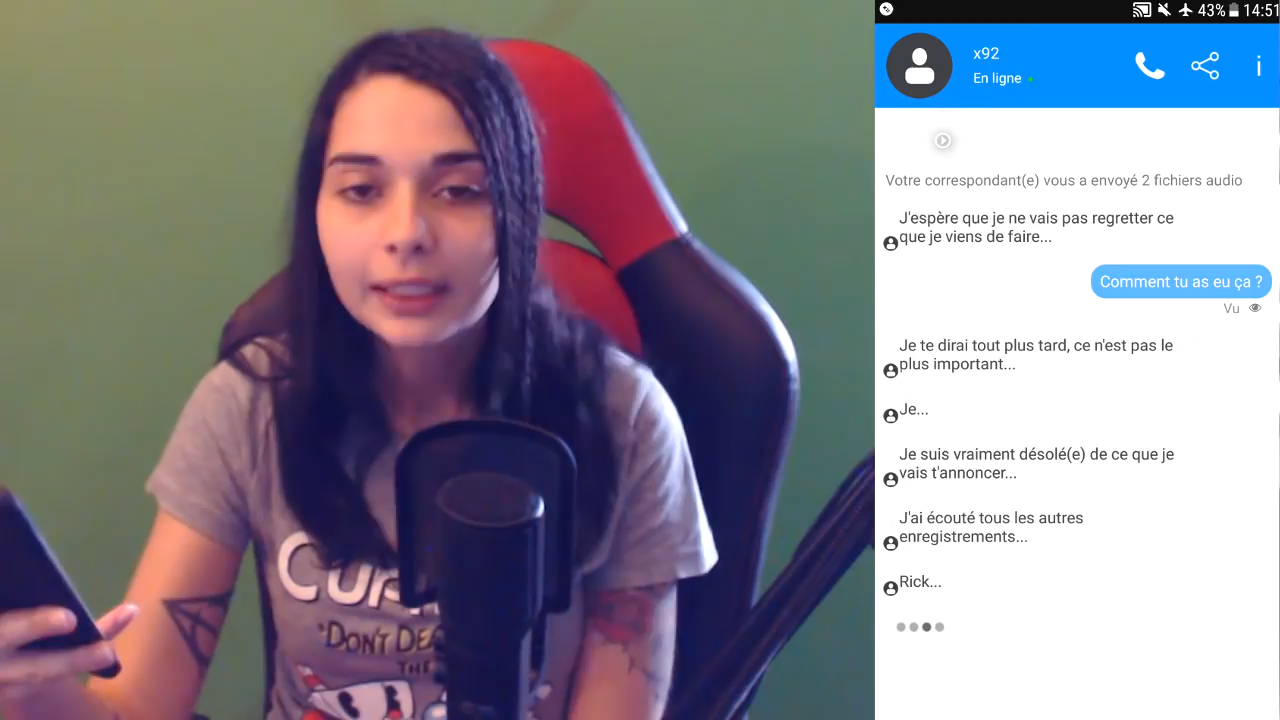 43% 14:51
x92
En ligne
Votre correspondant(e) vous a envoyé 2 fichiers audio
J'espère que je ne vais pas regretter ce
que je viens de faire...
Comment tu as eu ça ?
Vu
Je te dirai tout plus tard, ce n'est pas le
plus important...
Je...
Je suis vraiment désolé(e) de ce que je
vais t'annoncer...
J'ai écouté tous les autres
enregistrements...
Rick...
"DON'T
THE